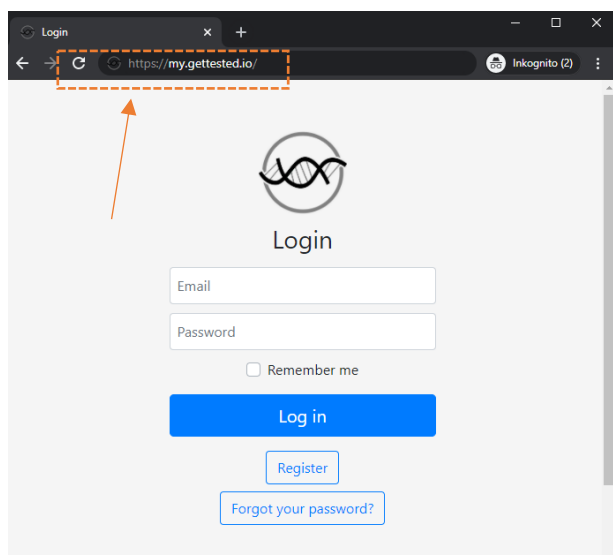 Login
https://my.gettested.io/
Inkognito (2)
Login
Email
Password
Remember me
Log in
Register
Forgot your password?